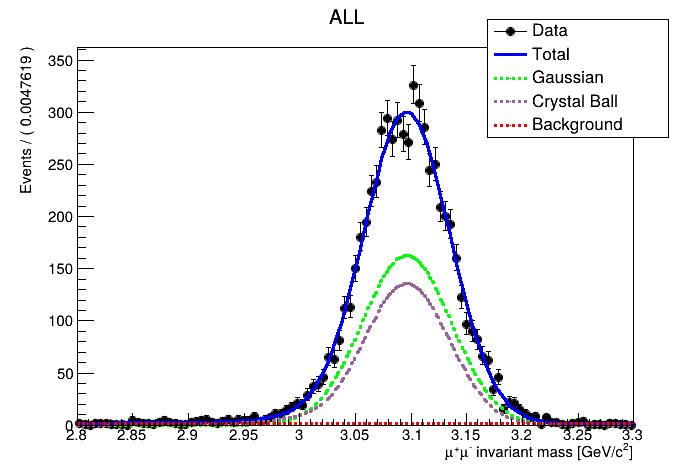 ALL
Data
Total
Gaussian
Crystal Ball
Background
Events / ( 0.0047619 )
350
300
250
200
150
100
50
0
2.8 2.85 2.9 2.95 3 3.05 3.1 3.15 3.2 3.25 3.3
μ⁺μ⁻ invariant mass [GeV/c²]